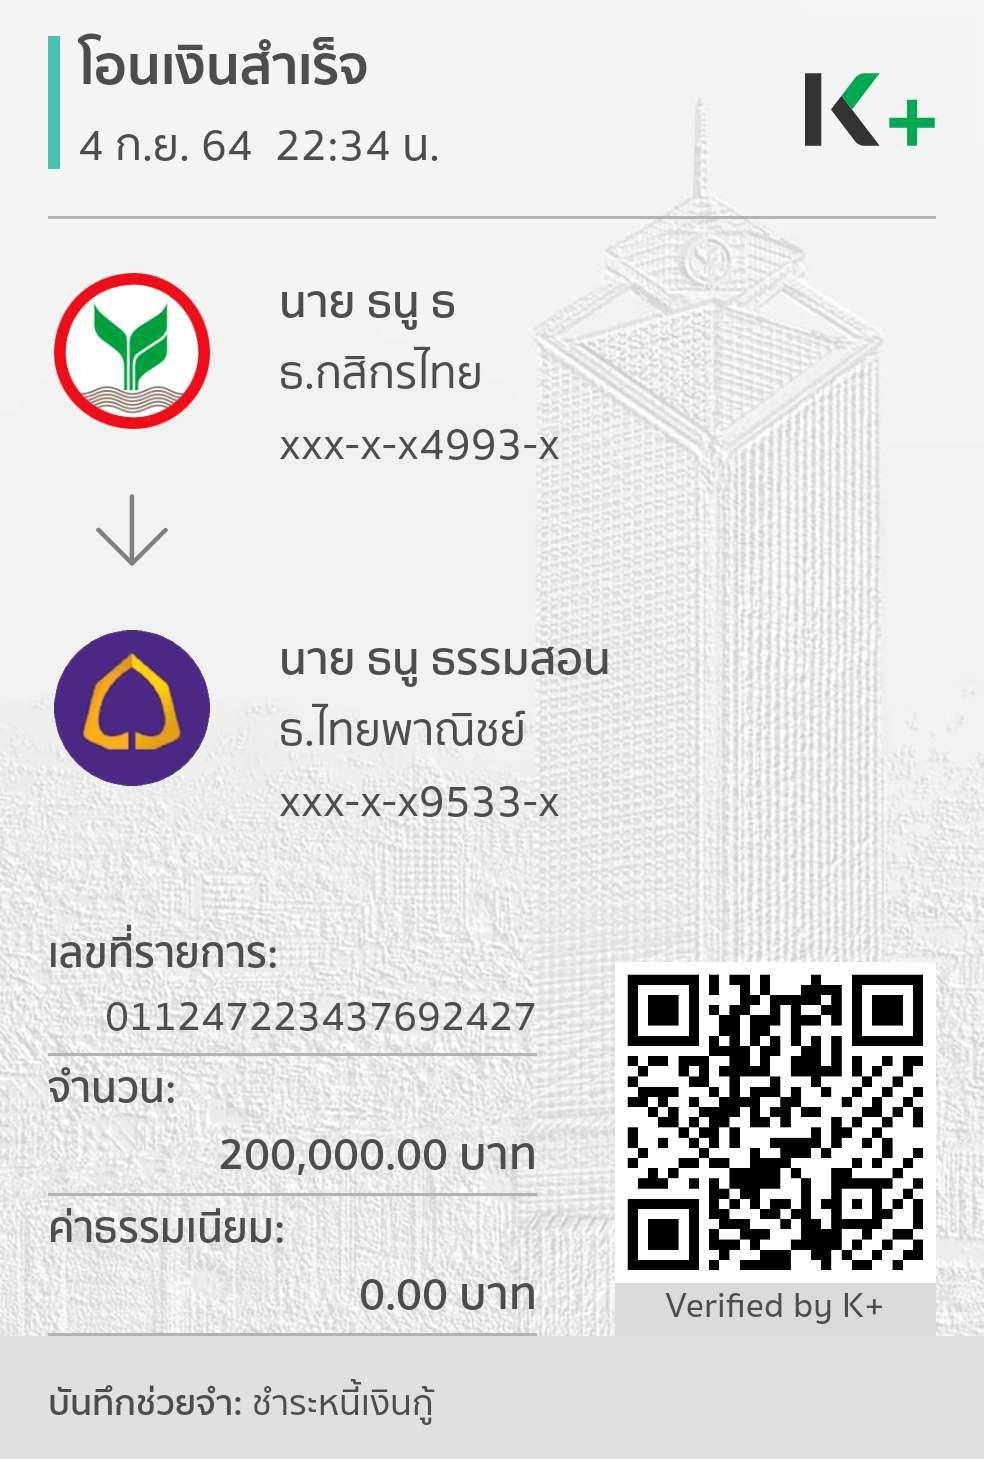 โอนเงินสำเร็จ
4 ก.ย. 64 22:34 น.
K+
นาย ธนู ธ
ธ.กสิกรไทย
xxx-x-x4993-x
นาย ธนู ธรรมสอน
ธ.ไทยพาณิชย์
xxx-x-x9533-x
เลขที่รายการ:
011247223437692427
จำนวน:
200,000.00 บาท
ค่าธรรมเนียม:
0.00 บาท
Verified by K+
บันทึกช่วยจำ: ชำระหนี้เงินกู้